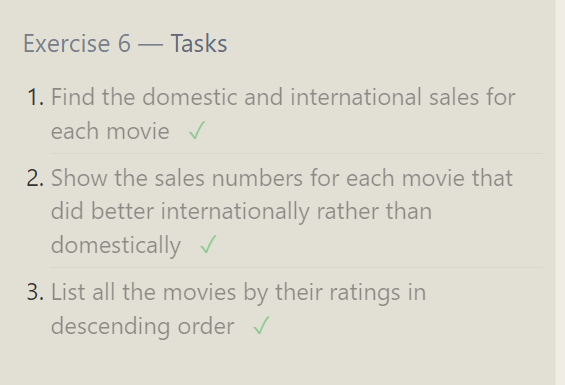 Exercise 6 — Tasks
1. Find the domestic and international sales for
each movie ✓
2. Show the sales numbers for each movie that
did better internationally rather than
domestically ✓
3. List all the movies by their ratings in
descending order ✓